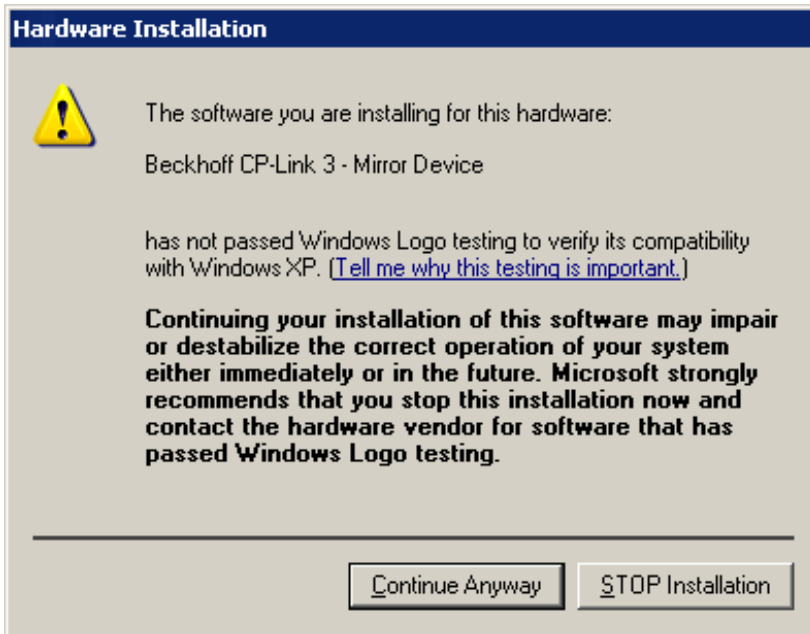 Hardware Installation
The software you are installing for this hardware:
Beckhoff CP-Link 3 - Mirror Device
has not passed Windows Logo testing to verify its compatibility
with Windows XP. (Tell me why this testing is important.)
Continuing your installation of this software may impair
or destabilize the correct operation of your system
either immediately or in the future. Microsoft strongly
recommends that you stop this installation now and
contact the hardware vendor for software that has
passed Windows Logo testing.
Continue Anyway STOP Installation